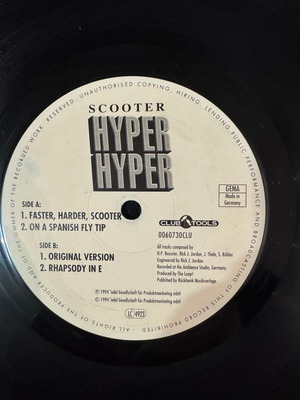 UNAUTHORISED COPYING, HIRING, LENDING, PUBLIC PERFORMANCE AND BROADCASTING OF THIS RECORD PROHIBITED · ALL RIGHTS OF THE PRODUCER AND OF THE OWNER OF THE RECORDED WORK RESERVED.
SCOOTER
HYPER
HYPER
SIDE A:
1. FASTER, HARDER, SCOOTER
2. ON A SPANISH FLY TIP
SIDE B:
1. ORIGINAL VERSION
2. RHAPSODY IN E
GEMA
Made in
Germany
CLUB TOOLS
0060730CLU
All tracks composed by
H.P. Baxxter, Rick J. Jordan, J. Thele, S. Bühler.
Engineered by Rick J. Jordan.
Recorded at the Ambience Studio, Germany.
Produced by The Loop!
Published by Hückbark Musikverlage.
℗ 1994 'edel Gesellschaft für Produktmarketing mbH
© 1994 'edel Gesellschaft für Produktmarketing mbH
LC 4923